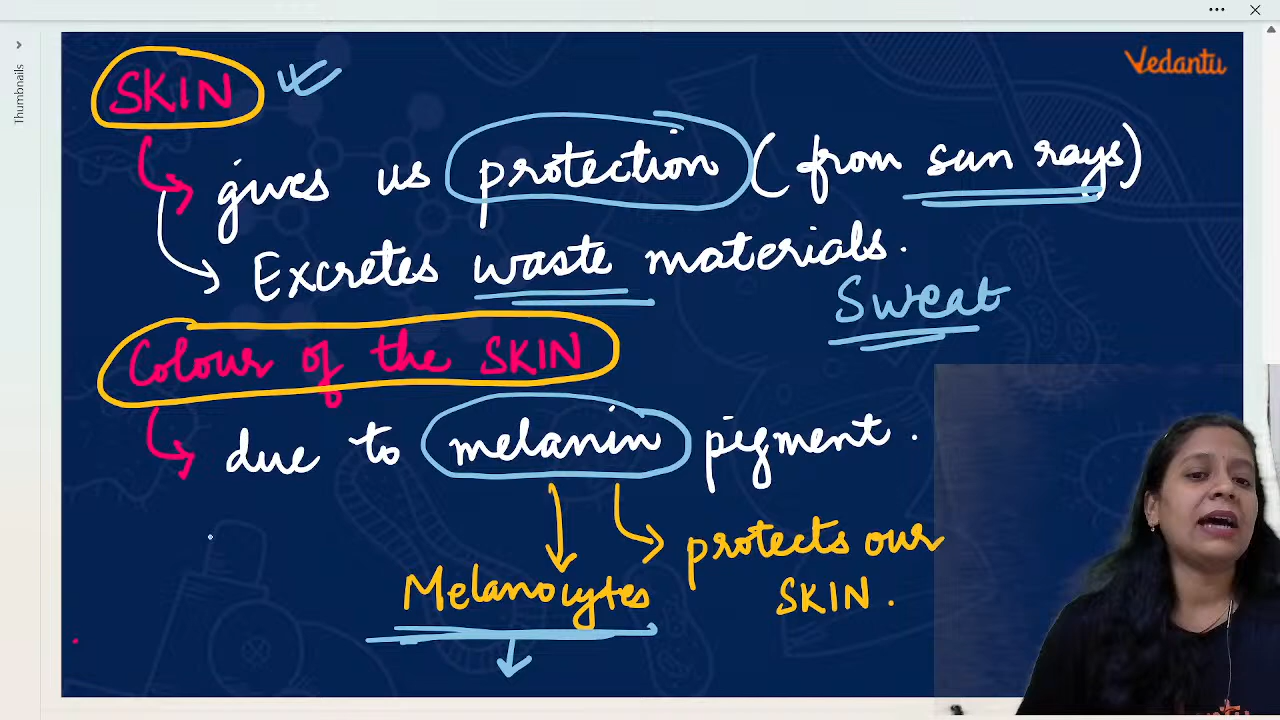 Thumbnails
Vedantu
SKIN
gives us protection (from sun rays)
Excretes waste materials.
Sweat
Colour of the SKIN
due to melanin pigment.
protects our
SKIN.
Melanocytes